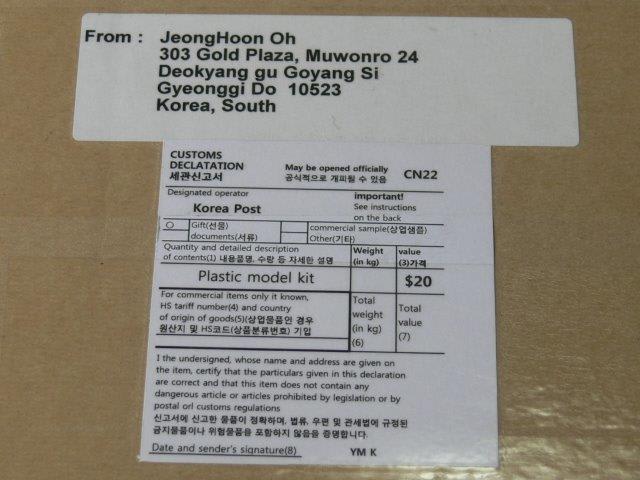 From : JeongHoon Oh
303 Gold Plaza, Muwonro 24
Deokyang gu Goyang Si
Gyeonggi Do 10523
Korea, South
CUSTOMS
DECLATATION
세관신고서
May be opened officially
공식적으로 개피될 수 있음
CN22
Designated operator
Korea Post
important!
See instructions
on the back
O Gift(선물)
documents(서류)
commercial sample(상업샘플)
Other(기타)
Quantity and detailed description
of contents(1) 내용품명, 수량 등 자세한 설명
Weight
(in kg)
value
(3)가격
Plastic model kit
$20
For commercial items only it known,
HS tariff number(4) and country
of origin of goods(5)(상업물품인 경우
원산지 및 HS코드(상품분류번호) 기입
Total
weight
(in kg)
(6)
Total
value
(7)
I the undersigned, whose name and address are given on
the item, certify that the particulars given in this declaration
are correct and that this item does not contain any
dangerous article or articles prohibited by legislation or by
postal orl customs regulations
신고서에 신고한 물품이 정확하며, 법류, 우편 및 관세법에 규정된
금지물품이나 위험물품을 포함하지 않음을 증명합니다.
Date and sender's signature(8)
YM K